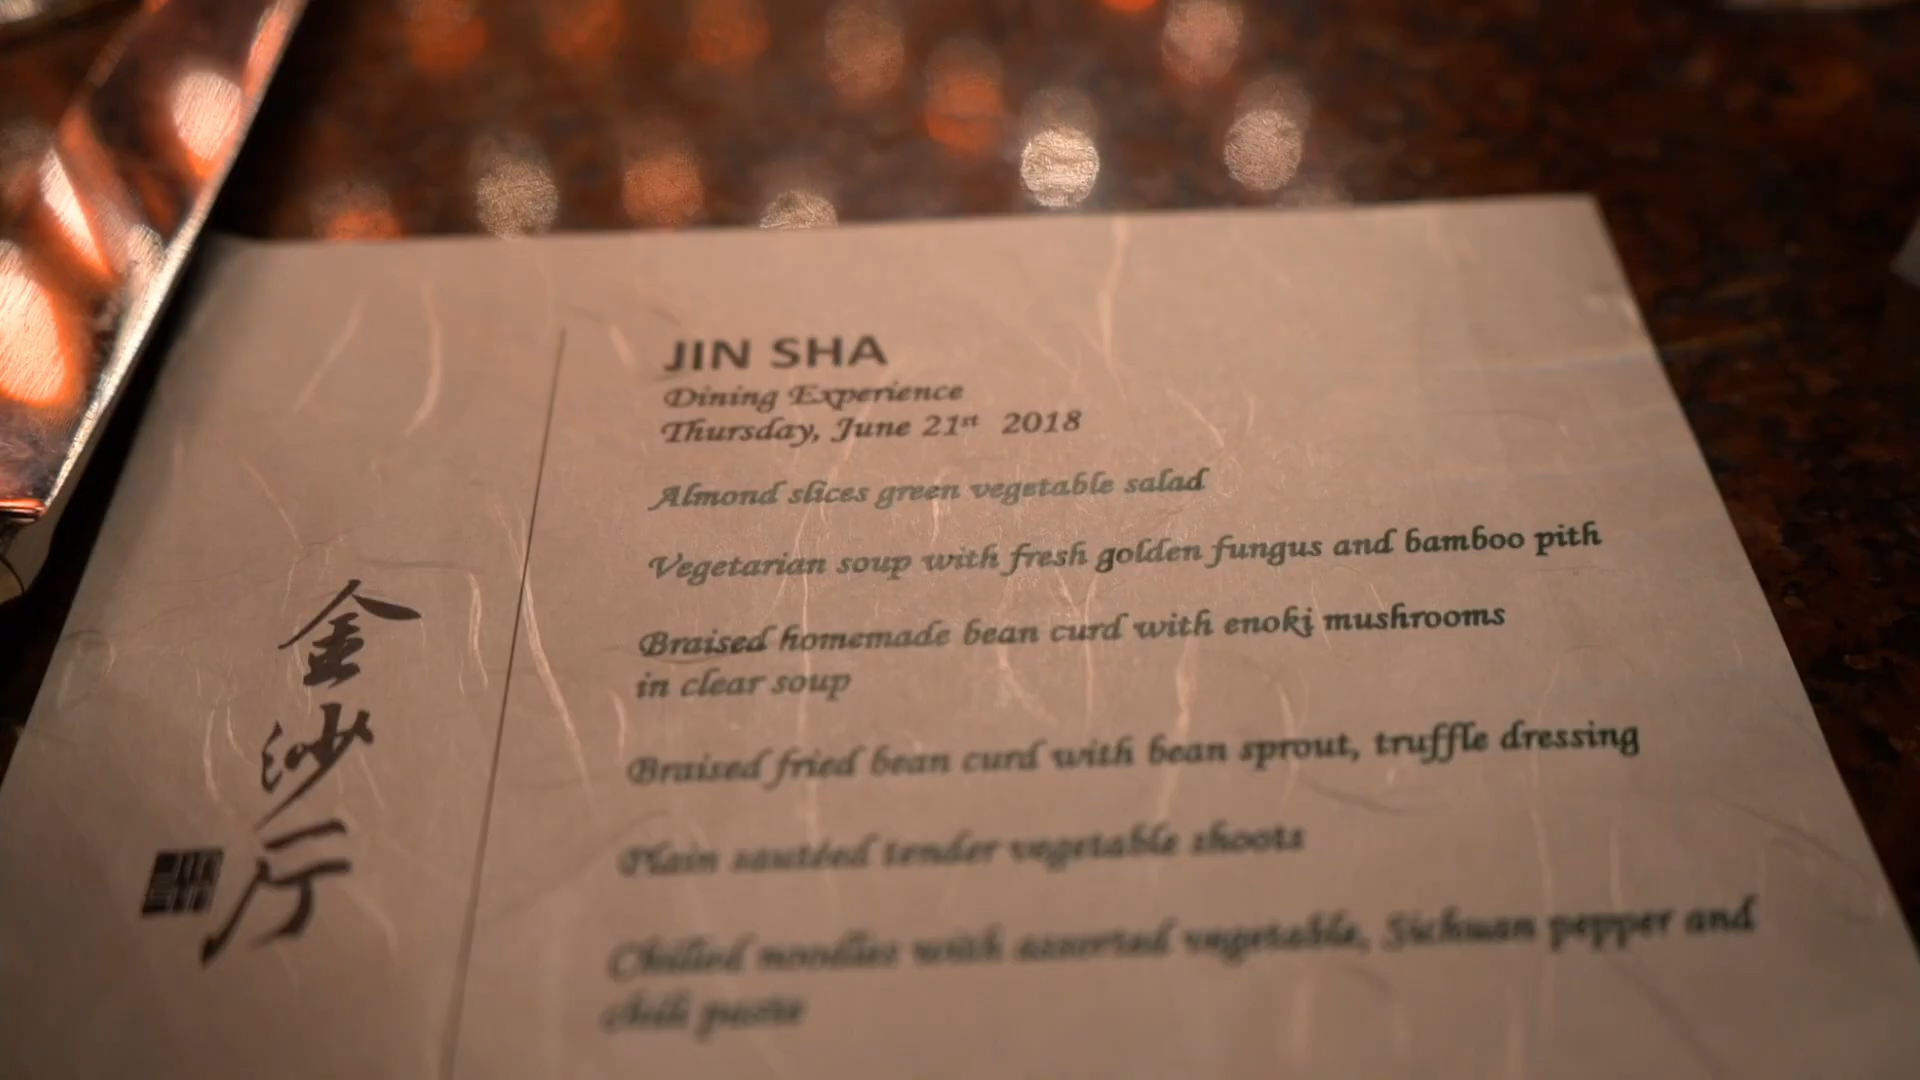 JIN SHA
Dining Experience
Thursday, June 21st 2018
Almond slices green vegetable salad
Vegetarian soup with fresh golden fungus and bamboo pith
Braised homemade bean curd with enoki mushrooms
in clear soup
Braised fried bean curd with bean sprout, truffle dressing
Plain sautéed tender vegetable shoots
Chilled noodles with assorted vegetable, Sichuan pepper and
chili paste
金沙厅